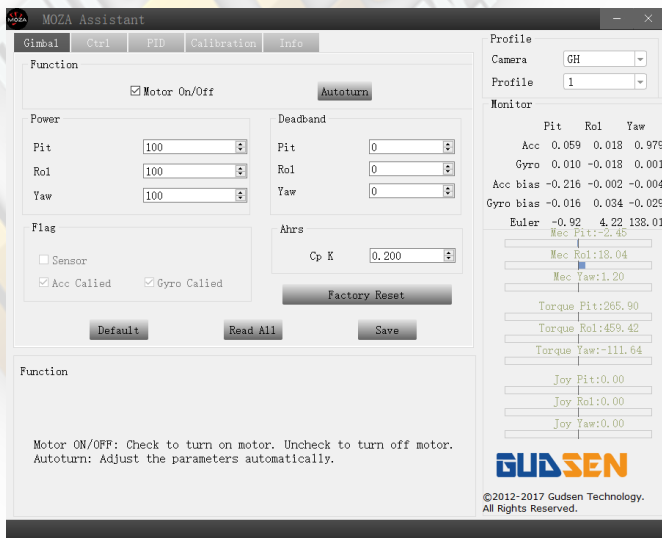 MOZA MOZA Assistant
Gimbal Ctrl PID Calibration Info
Function
Motor On/Off Autoturn
Power
Pit 100
Rol 100
Yaw 100
Deadband
Pit 0
Rol 0
Yaw 0
Flag
Sensor
Acc Calied Gyro Calied
Ahrs
Cp K 0.200
Factory Reset
Default Read All Save
Function
Motor ON/OFF: Check to turn on motor. Uncheck to turn off motor.
Autoturn: Adjust the parameters automatically.
Profile
Camera GH
Profile 1
Monitor
Pit Rol Yaw
Acc 0.059 0.018 0.979
Gyro 0.010 -0.018 0.001
Acc bias -0.216 -0.002 -0.004
Gyro bias -0.016 0.034 -0.029
Euler -0.92 4.22 138.01
Mec Pit:-2.45
Mec Rol:18.04
Mec Yaw:1.20
Torque Pit:265.90
Torque Rol:459.42
Torque Yaw:-111.64
Joy Pit:0.00
Joy Rol:0.00
Joy Yaw:0.00
GUDSEN
©2012-2017 Gudsen Technology.
All Rights Reserved.